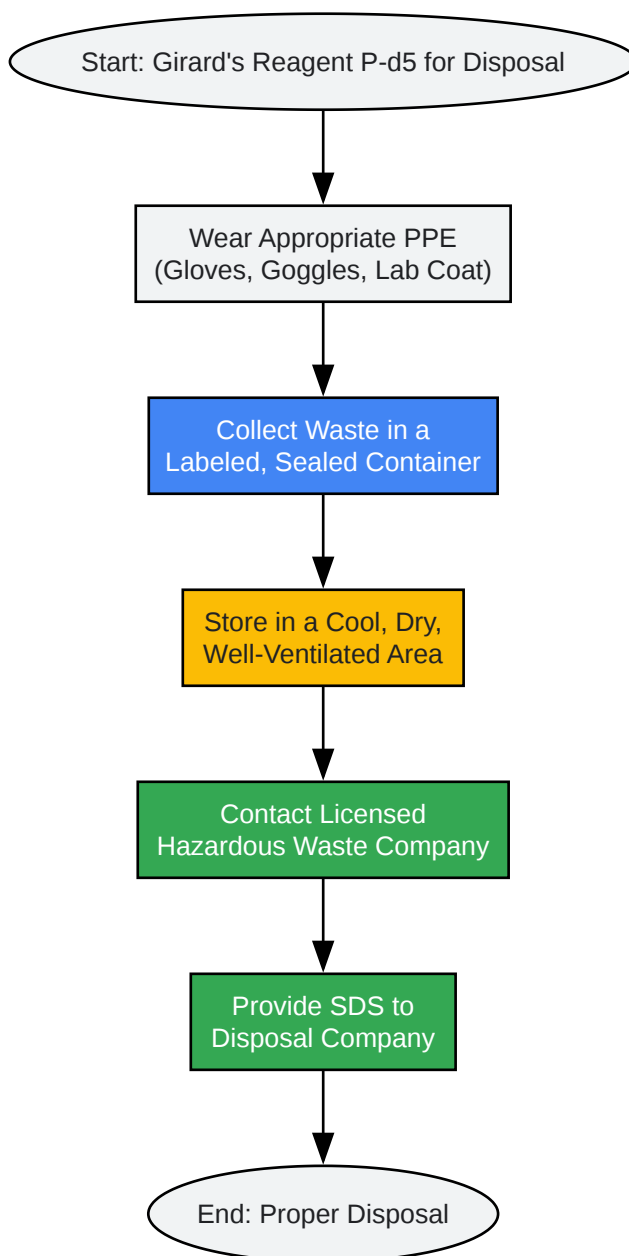 Start: Girard's Reagent P-d5 for Disposal
Wear Appropriate PPE
(Gloves, Goggles, Lab Coat)
Collect Waste in a
Labeled, Sealed Container
Store in a Cool, Dry,
Well-Ventilated Area
Contact Licensed
Hazardous Waste Company
Provide SDS to
Disposal Company
End: Proper Disposal